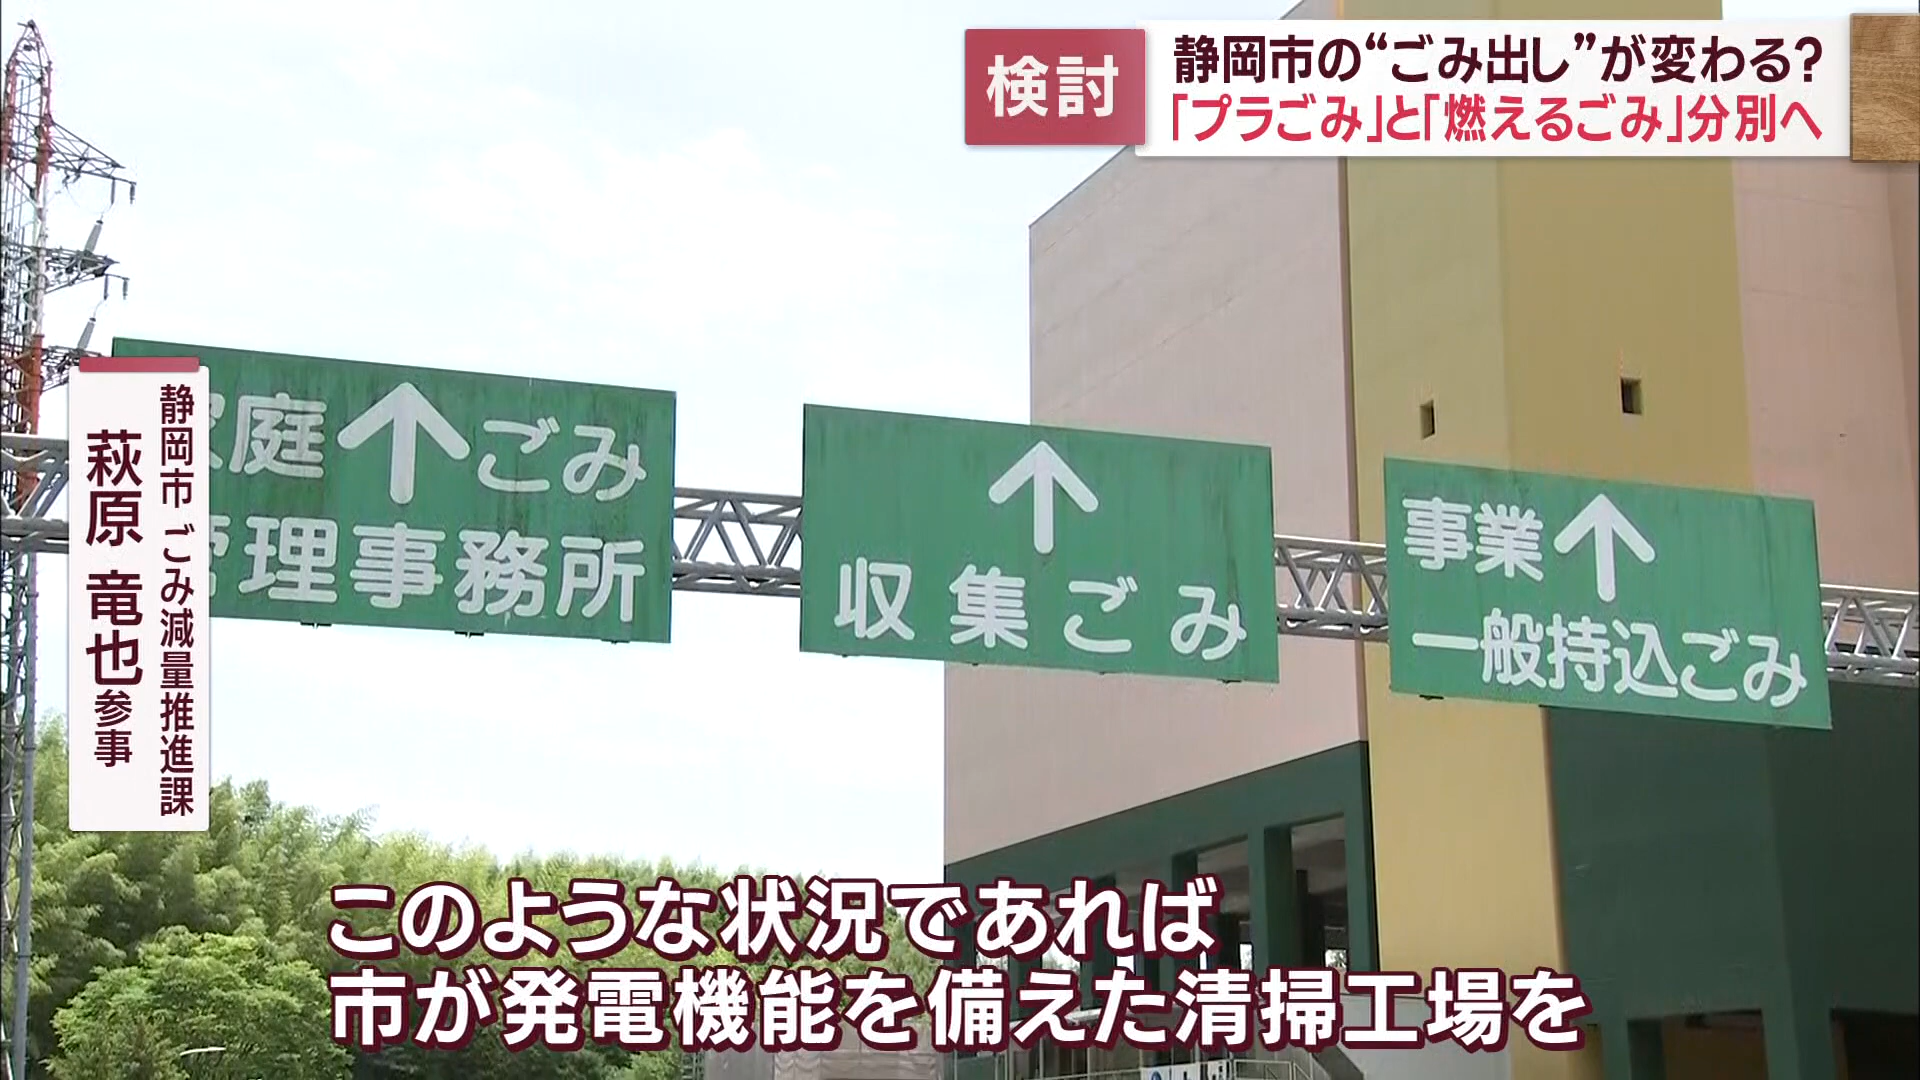 検討
静岡市の“ごみ出し”が変わる？
「プラごみ」と「燃えるごみ」分別へ
静岡市 ごみ減量推進課
萩原 竜也 参事
家庭↑ごみ
管理事務所
↑
収集ごみ
事業↑
一般持込ごみ
このような状況であれば
市が発電機能を備えた清掃工場を